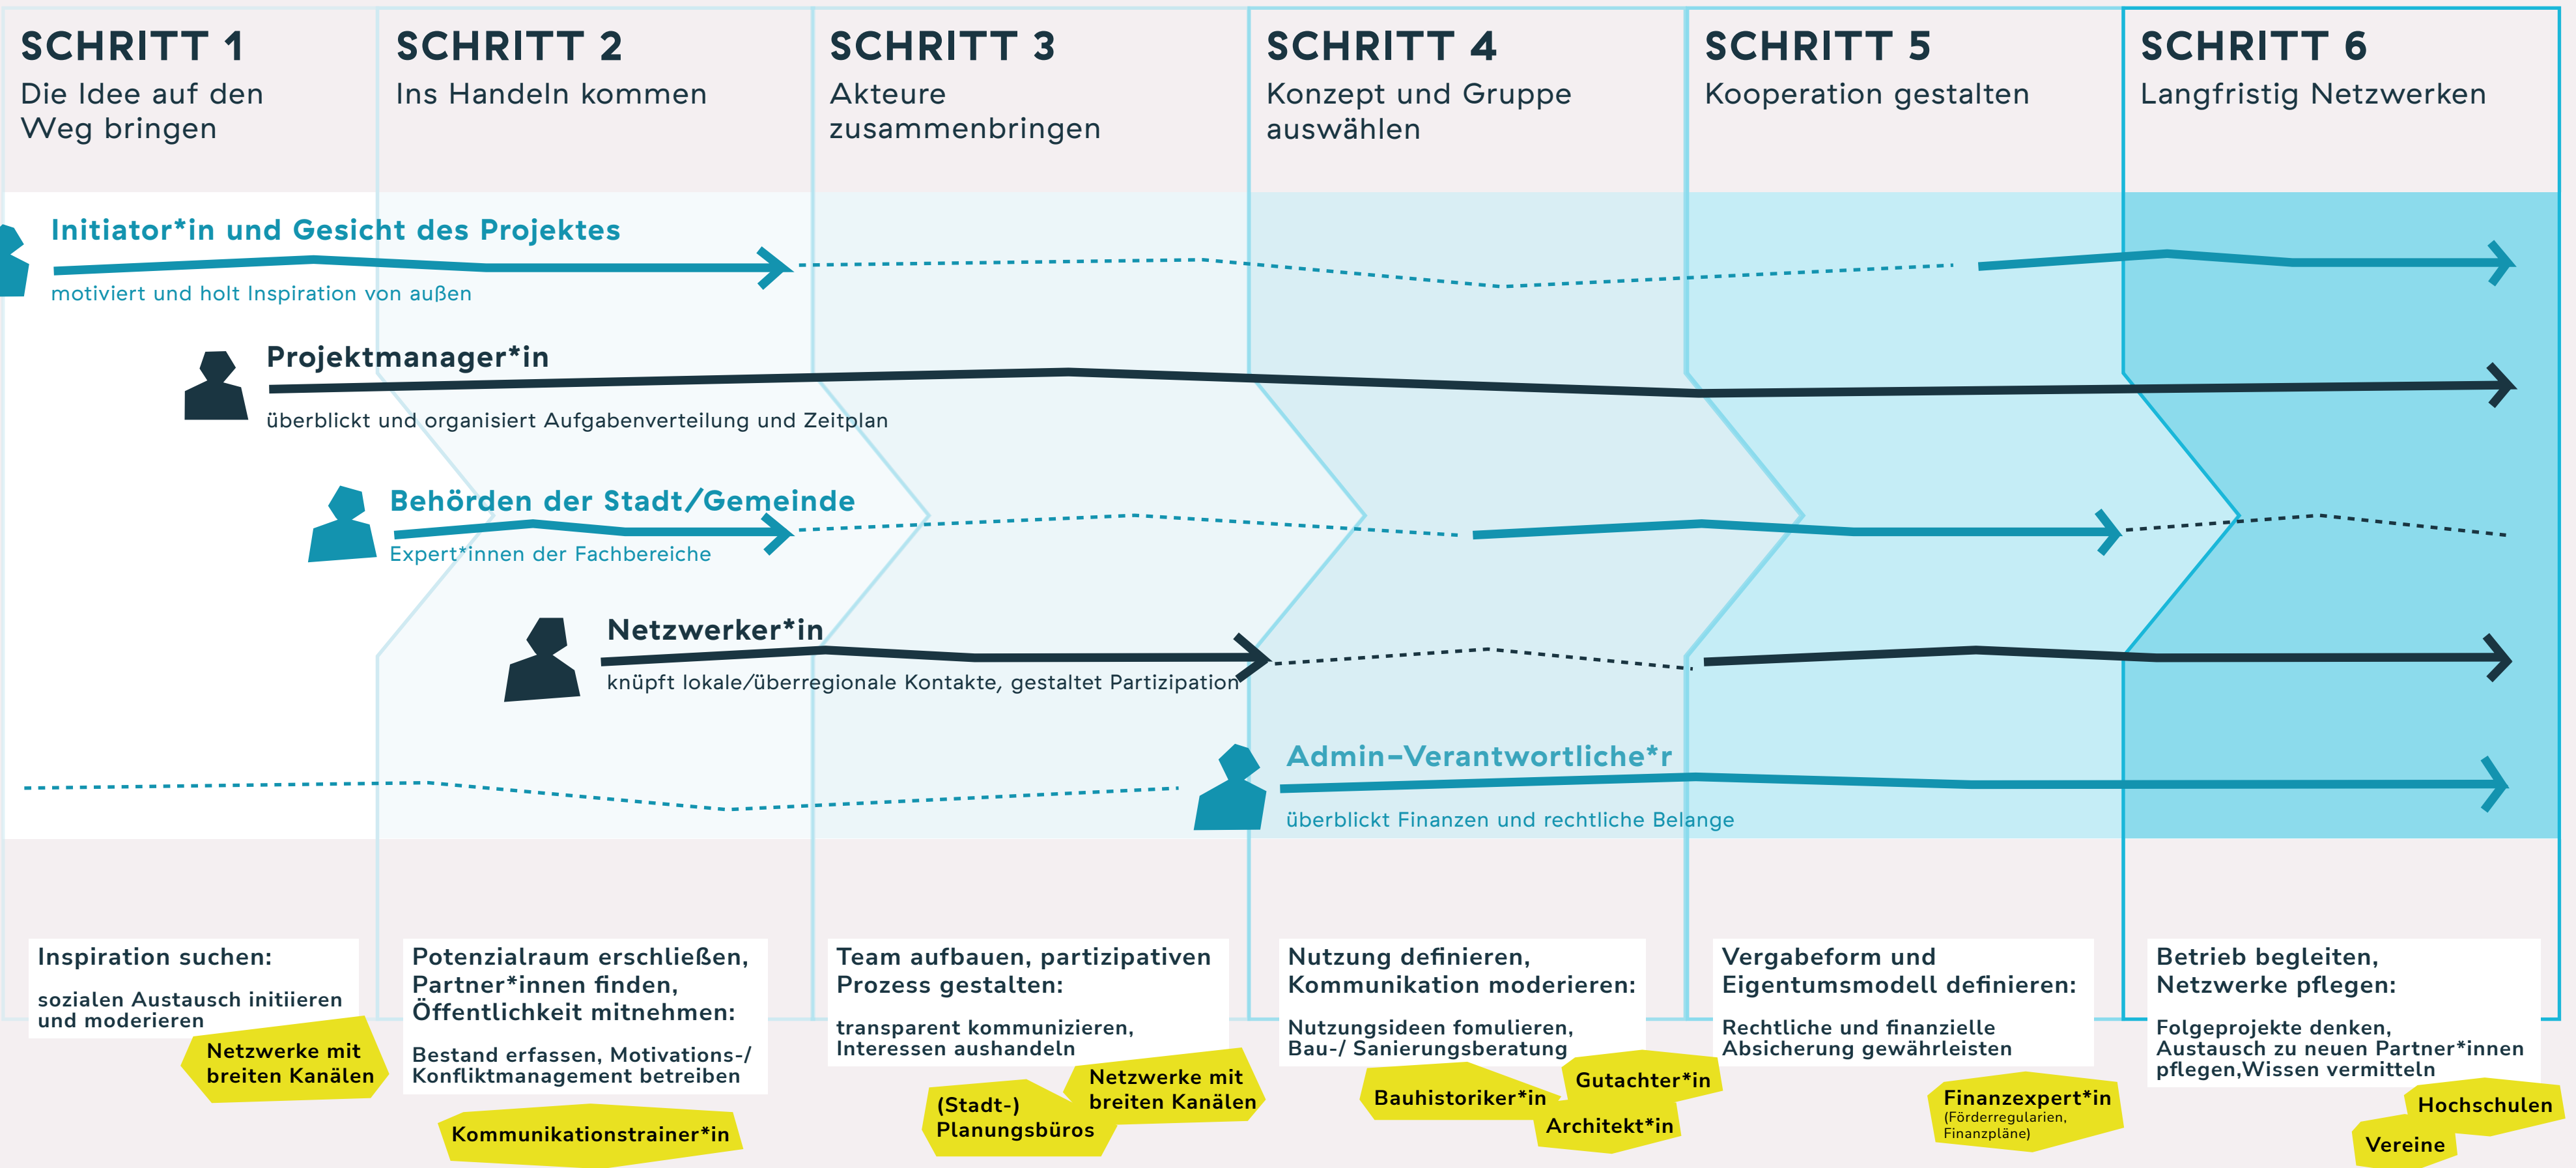 SCHRITT 1
Die Idee auf den
Weg bringen
SCHRITT 2
Ins Handeln kommen
SCHRITT 3
Akteure
zusammenbringen
SCHRITT 4
Konzept und Gruppe
auswählen
SCHRITT 5
Kooperation gestalten
SCHRITT 6
Langfristig Netzwerken
Initiator*in und Gesicht des Projektes
motiviert und holt Inspiration von außen
Projektmanager*in
überblickt und organisiert Aufgabenverteilung und Zeitplan
Behörden der Stadt/Gemeinde
Expert*innen der Fachbereiche
Netzwerker*in
knüpft lokale/überregionale Kontakte, gestaltet Partizipation
Admin-Verantwortliche*r
überblickt Finanzen und rechtliche Belange
Inspiration suchen:
sozialen Austausch initiieren
und moderieren
Netzwerke mit
breiten Kanälen
Potenzialraum erschließen,
Partner*innen finden,
Öffentlichkeit mitnehmen:
Bestand erfassen, Motivations-/
Konfliktmanagement betreiben
Kommunikationstrainer*in
Team aufbauen, partizipativen
Prozess gestalten:
transparent kommunizieren,
Interessen aushandeln
Netzwerke mit
breiten Kanälen
(Stadt-)
Planungsbüros
Nutzung definieren,
Kommunikation moderieren:
Nutzungsideen fomulieren,
Bau-/ Sanierungsberatung
Gutachter*in
Bauhistoriker*in
Architekt*in
Vergabeform und
Eigentumsmodell definieren:
Rechtliche und finanzielle
Absicherung gewährleisten
Finanzexpert*in
(Förderregularien,
Finanzpläne)
Betrieb begleiten,
Netzwerke pflegen:
Folgeprojekte denken,
Austausch zu neuen Partner*innen
pflegen,Wissen vermitteln
Hochschulen
Vereine